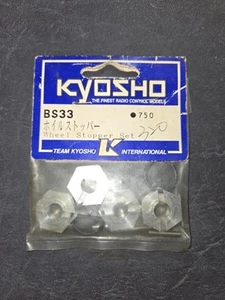 KYOSHO
THE FINEST RADIO CONTROL MODELS
BS33 ●750
ホイルストッパー
Wheel Stopper Set
350
TEAM KYOSHO INTERNATIONAL